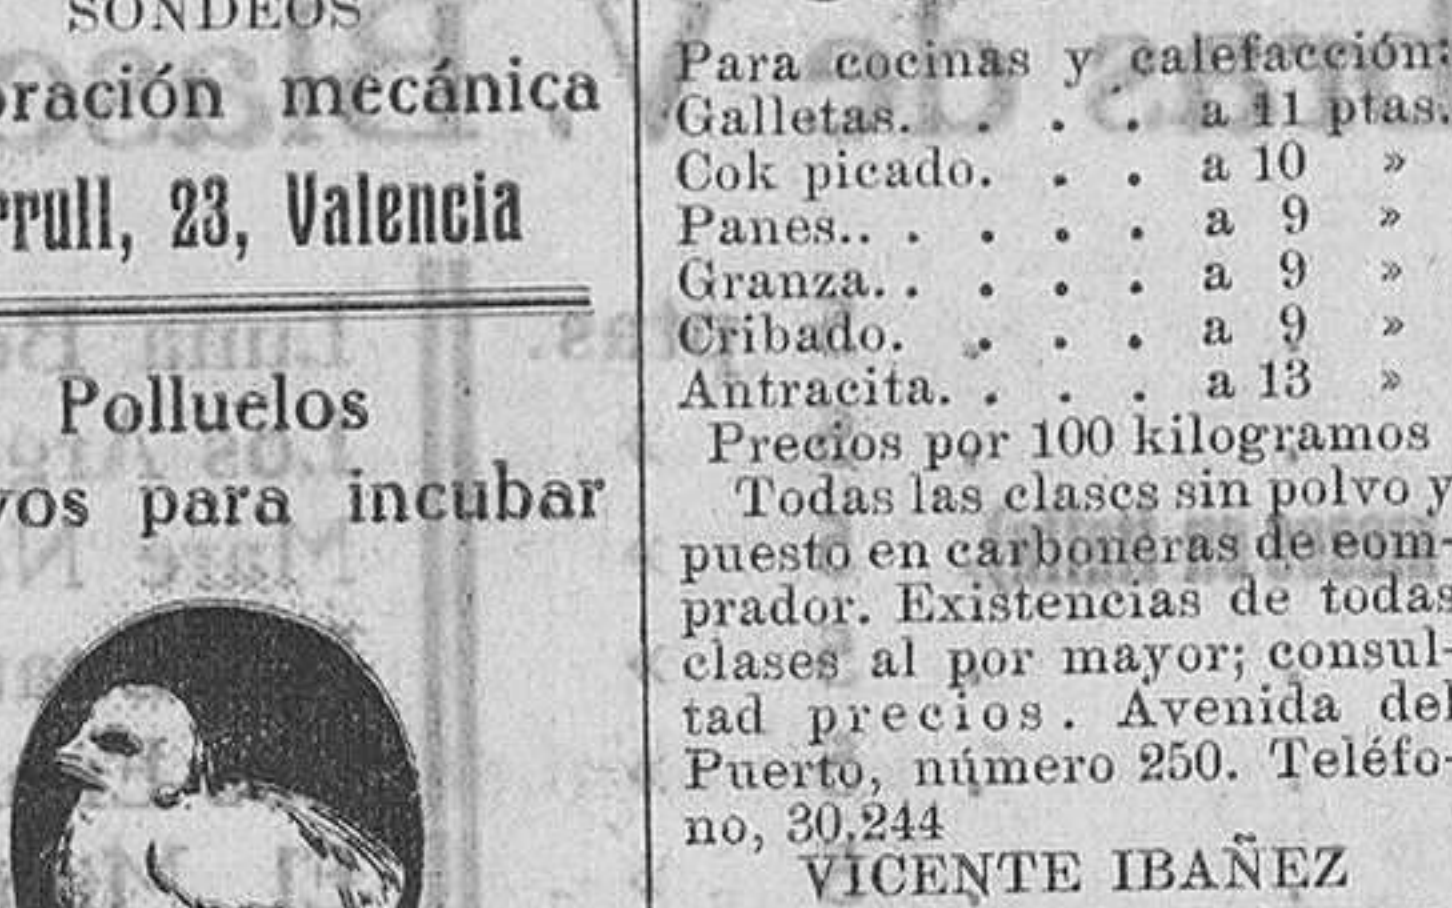 SONDEOS
oración mecánica
rrull, 23, Valencia
Polluelos
vos para incubar
Para cocinas y calefacción:
Galletas. . . . a 11 ptas.
Cok picado. . . a 10 »
Panes.. . . . . a 9 »
Granza. . . . . a 9 »
Cribado. . . . a 9 »
Antracita. . . . a 13 »
Precios por 100 kilogramos
Todas las clases sin polvo y
puesto en carboneras de com-
prador. Existencias de todas
clases al por mayor; consul-
tad precios. Avenida del
Puerto, número 250. Teléfo-
no, 30.244
VICENTE IBAÑEZ